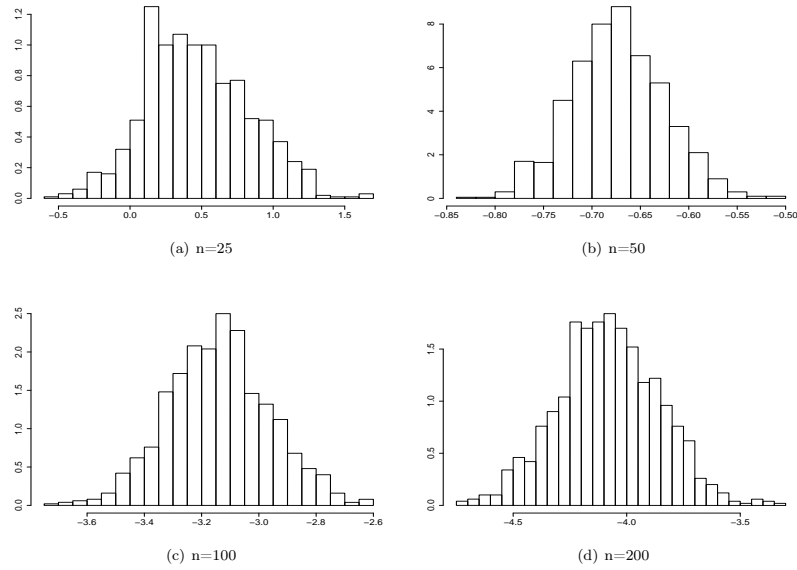 0.0 0.2 0.4 0.6 0.8 1.0 1.2
−0.5 0.0 0.5 1.0 1.5
(a) n=25
0 2 4 6 8
−0.85 −0.80 −0.75 −0.70 −0.65 −0.60 −0.55 −0.50
(b) n=50
0.0 0.5 1.0 1.5 2.0 2.5
−3.6 −3.4 −3.2 −3.0 −2.8 −2.6
(c) n=100
0.0 0.5 1.0 1.5
−4.5 −4.0 −3.5
(d) n=200